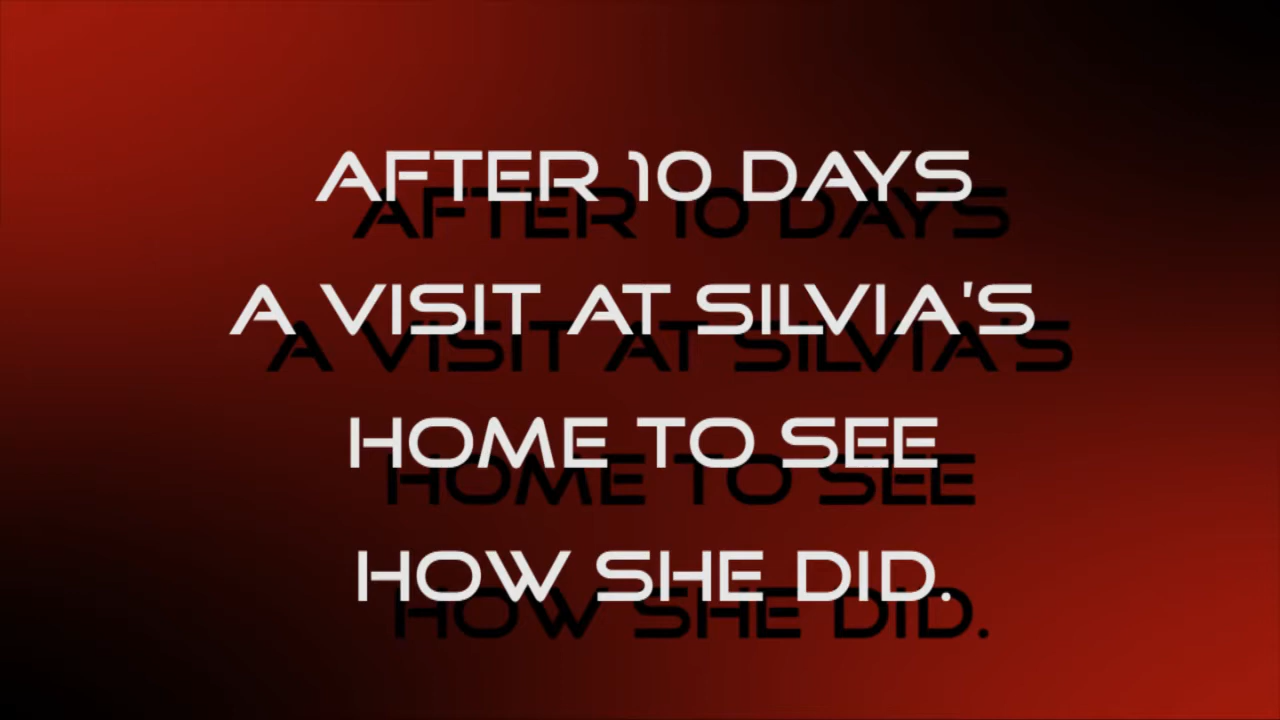 AFTER 10 DAYS
A VISIT AT SILVIA'S
HOME TO SEE
HOW SHE DID.